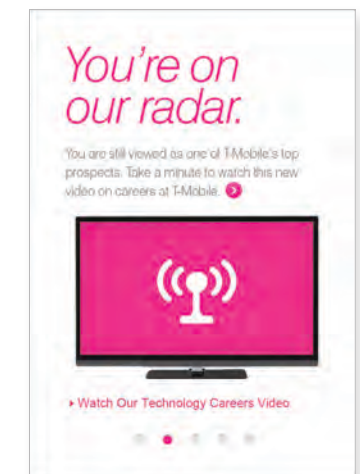 You're on
our radar.
You are still viewed as one of T-Mobile's top
prospects. Take a minute to watch this new
video on careers at T-Mobile.
Watch Our Technology Careers Video